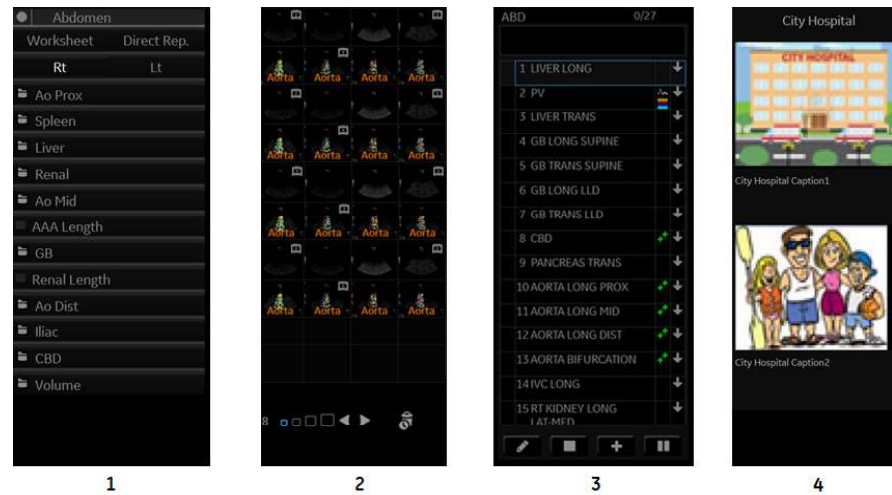 Abdomen
Worksheet Direct Rep.
Rt Lt
Ao Prox
Spleen
Liver
Renal
Ao Mid
AAA Length
GB
Renal Length
Ao Dist
Iliac
CBD
Volume
1
Aorta Aorta Aorta Aorta
Aorta Aorta Aorta Aorta
Aorta Aorta Aorta Aorta
Aorta Aorta Aorta Aorta
8
2
ABD 0/27
1 LIVER LONG
2 PV
3 LIVER TRANS
4 GB LONG SUPINE
5 GB TRANS SUPINE
6 GB LONG LLD
7 GB TRANS LLD
8 CBD
9 PANCREAS TRANS
10 AORTA LONG PROX
11 AORTA LONG MID
12 AORTA LONG DIST
13 AORTA BIFURCATION
14 IVC LONG
15 RT KIDNEY LONG
LAT-MED
3
City Hospital
CITY HOSPITAL
City Hospital Caption1
City Hospital Caption2
4